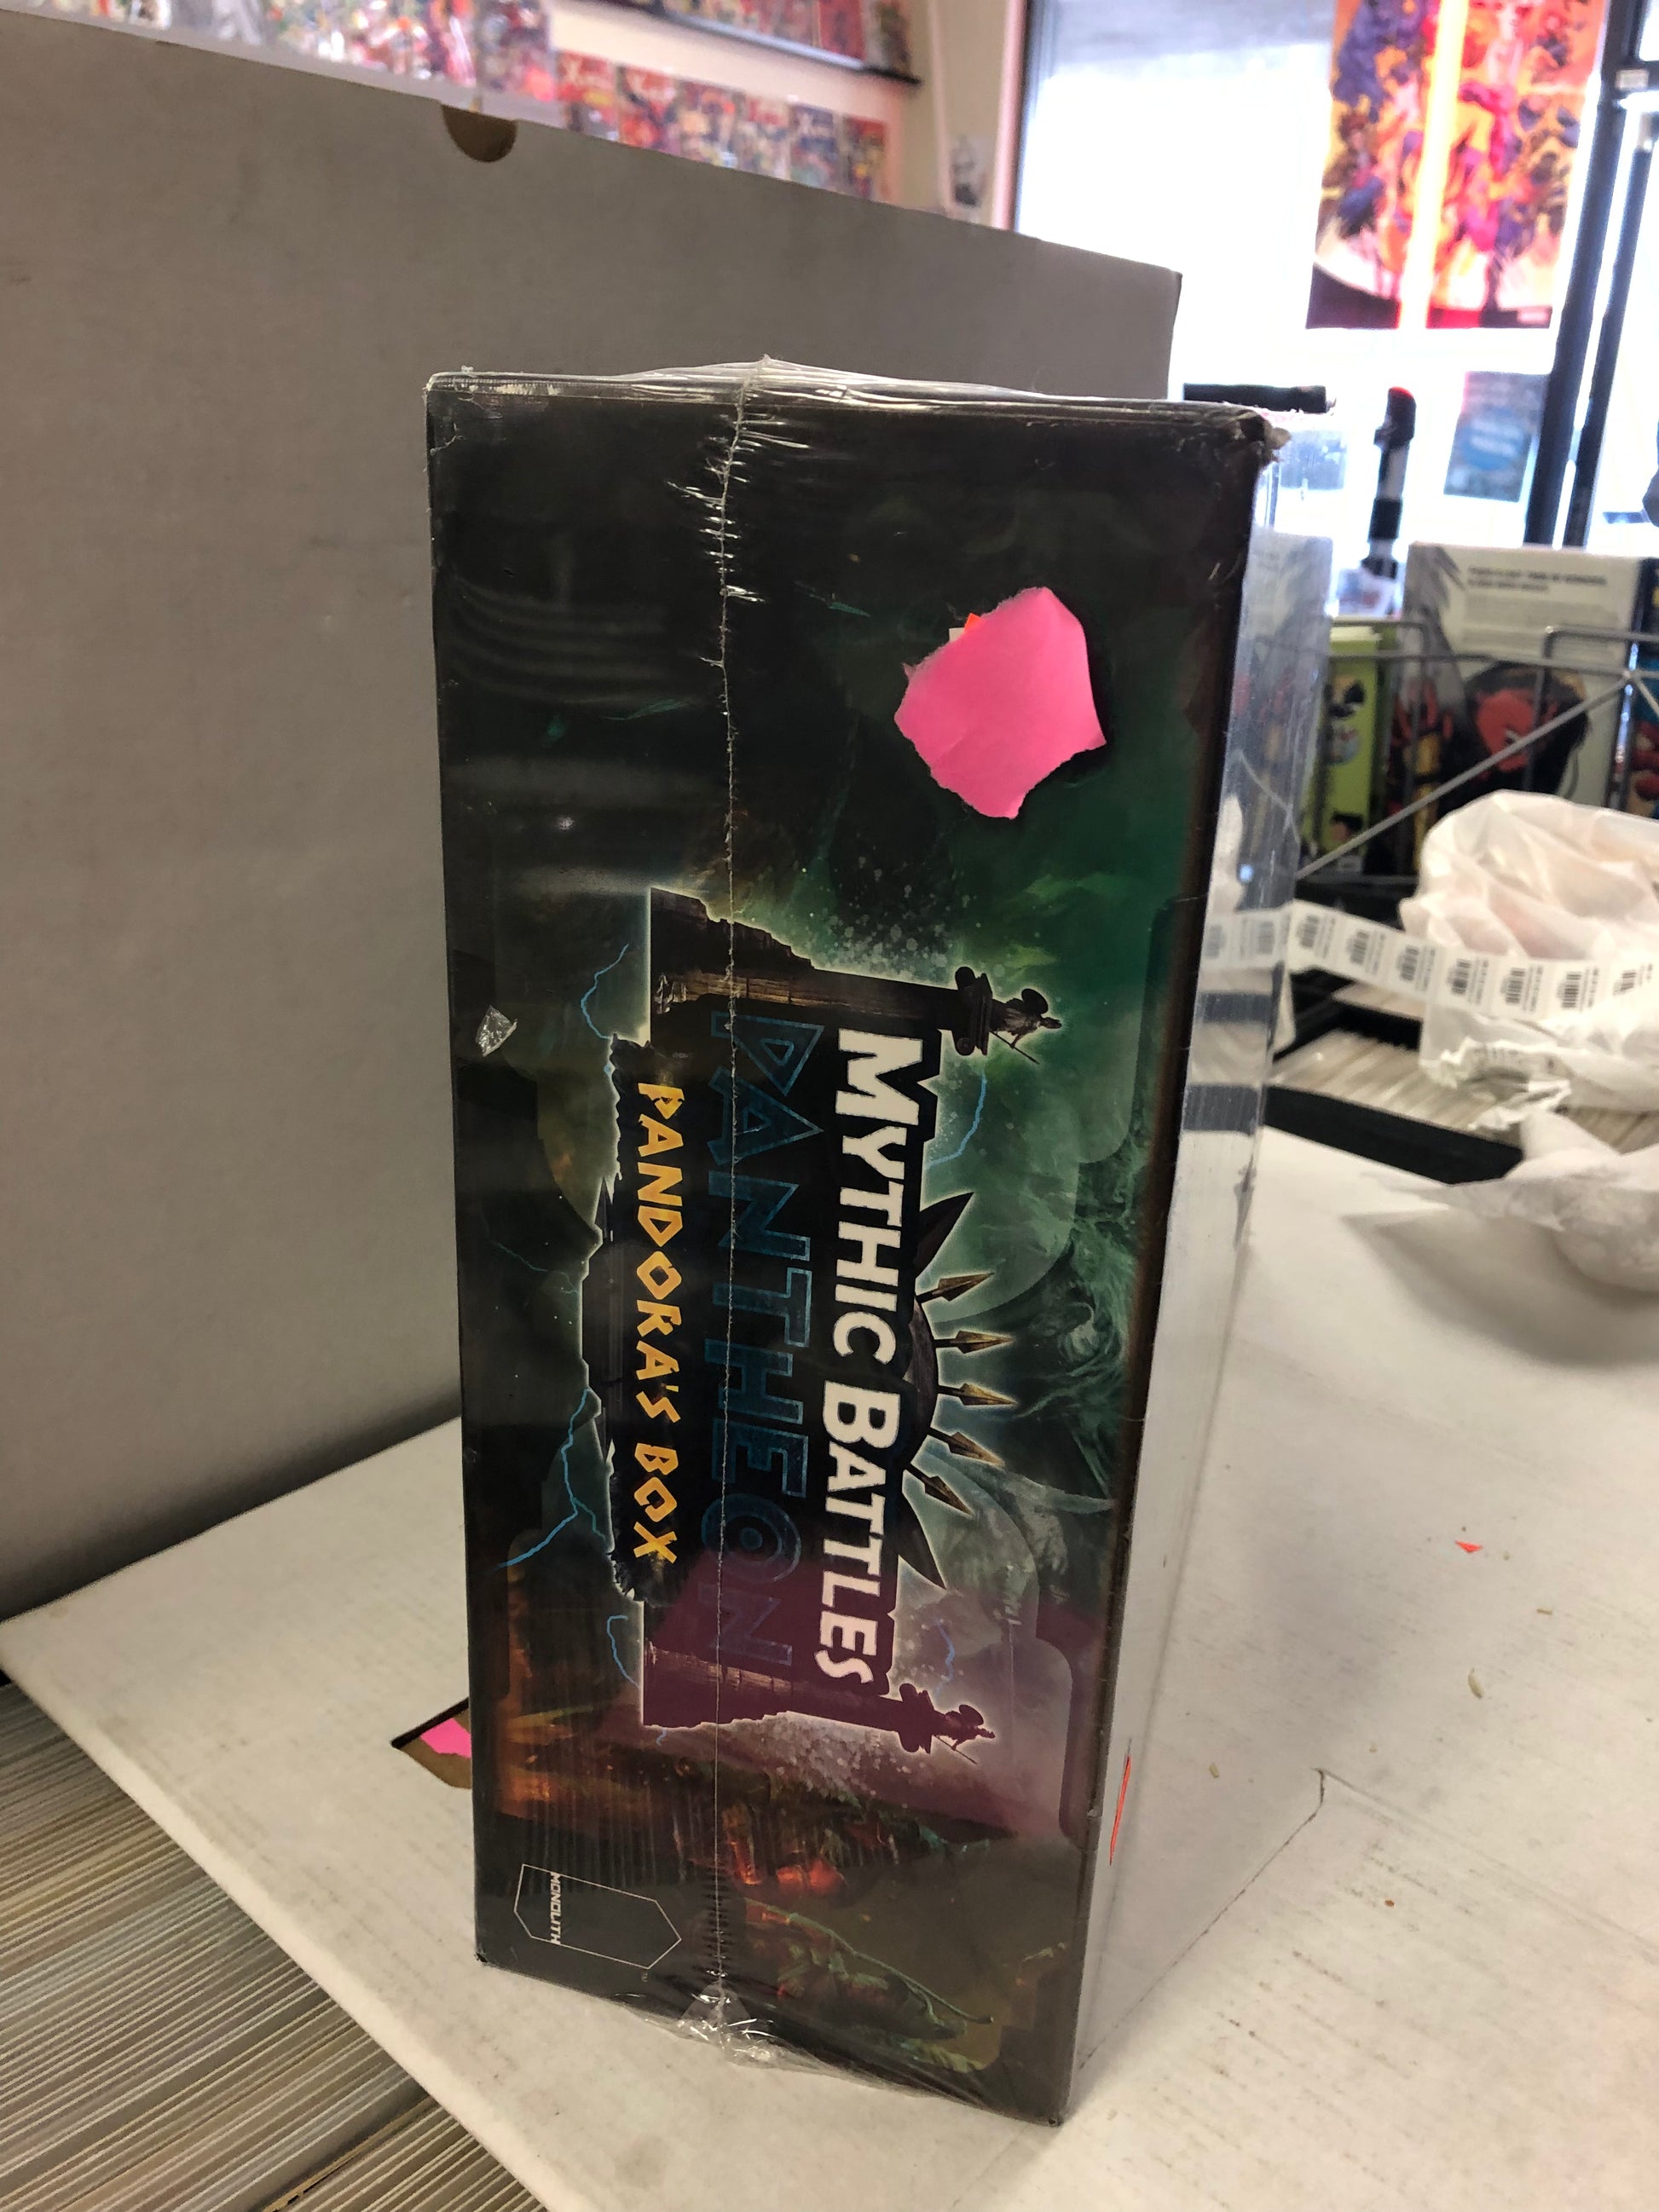 MYTHIC BATTLES
PANTHEON
PANDORA'S BOX
MONOLITH